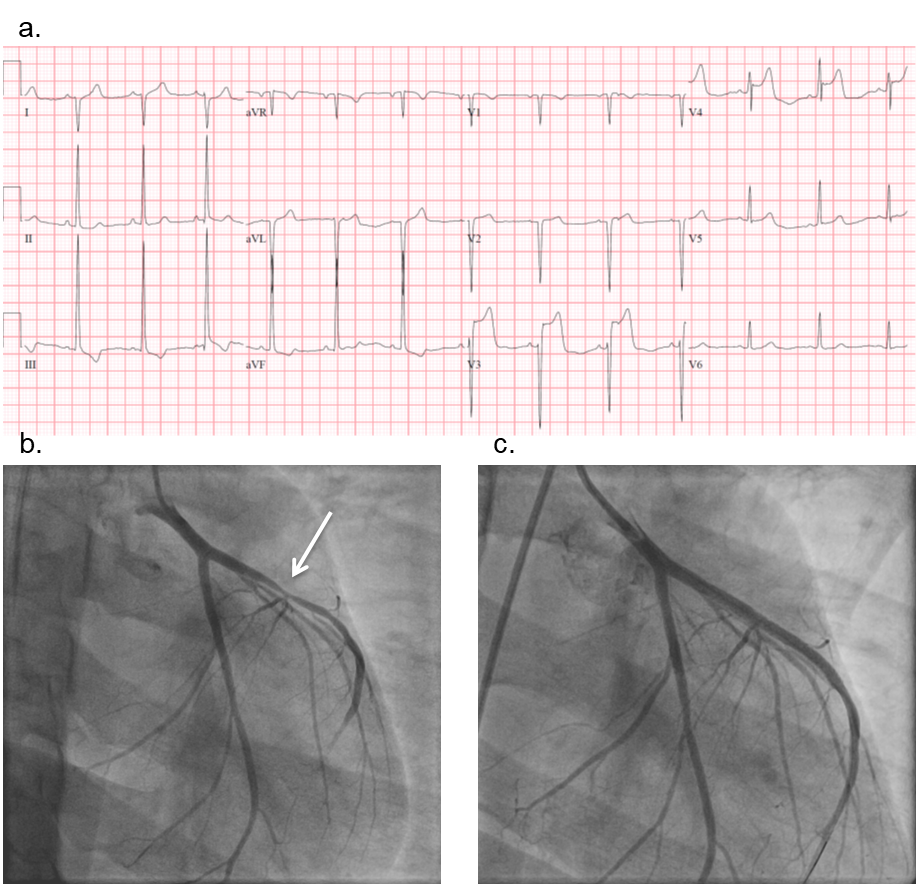 a.
I aVR V1 V4
II aVL V2 V5
III aVF V3 V6
b. c.